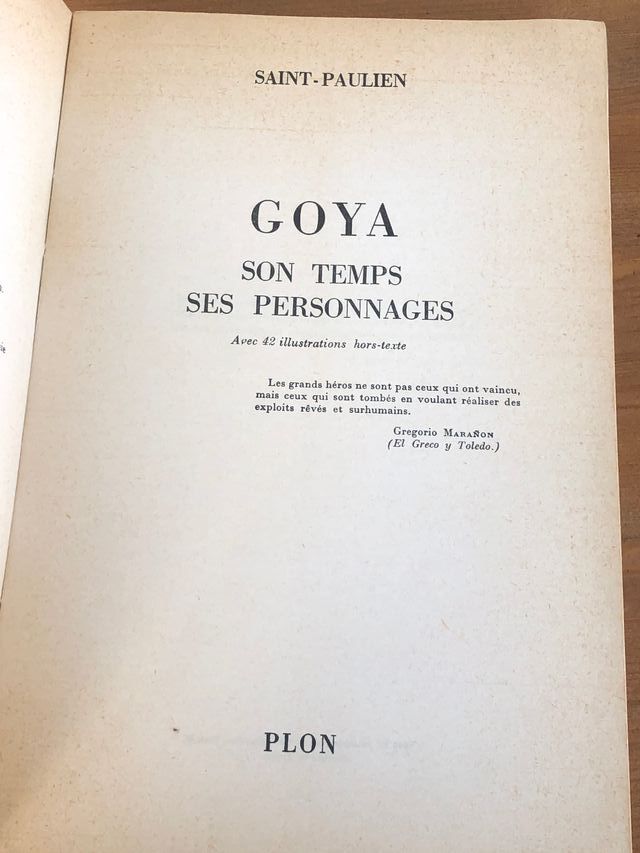 SAINT-PAULIEN
GOYA
SON TEMPS
SES PERSONNAGES
Avec 42 illustrations hors-texte
Les grands héros ne sont pas ceux qui ont vaincu,
mais ceux qui sont tombés en voulant réaliser des
exploits rêvés et surhumains.
Gregorio MARAÑON
(El Greco y Toledo.)
PLON